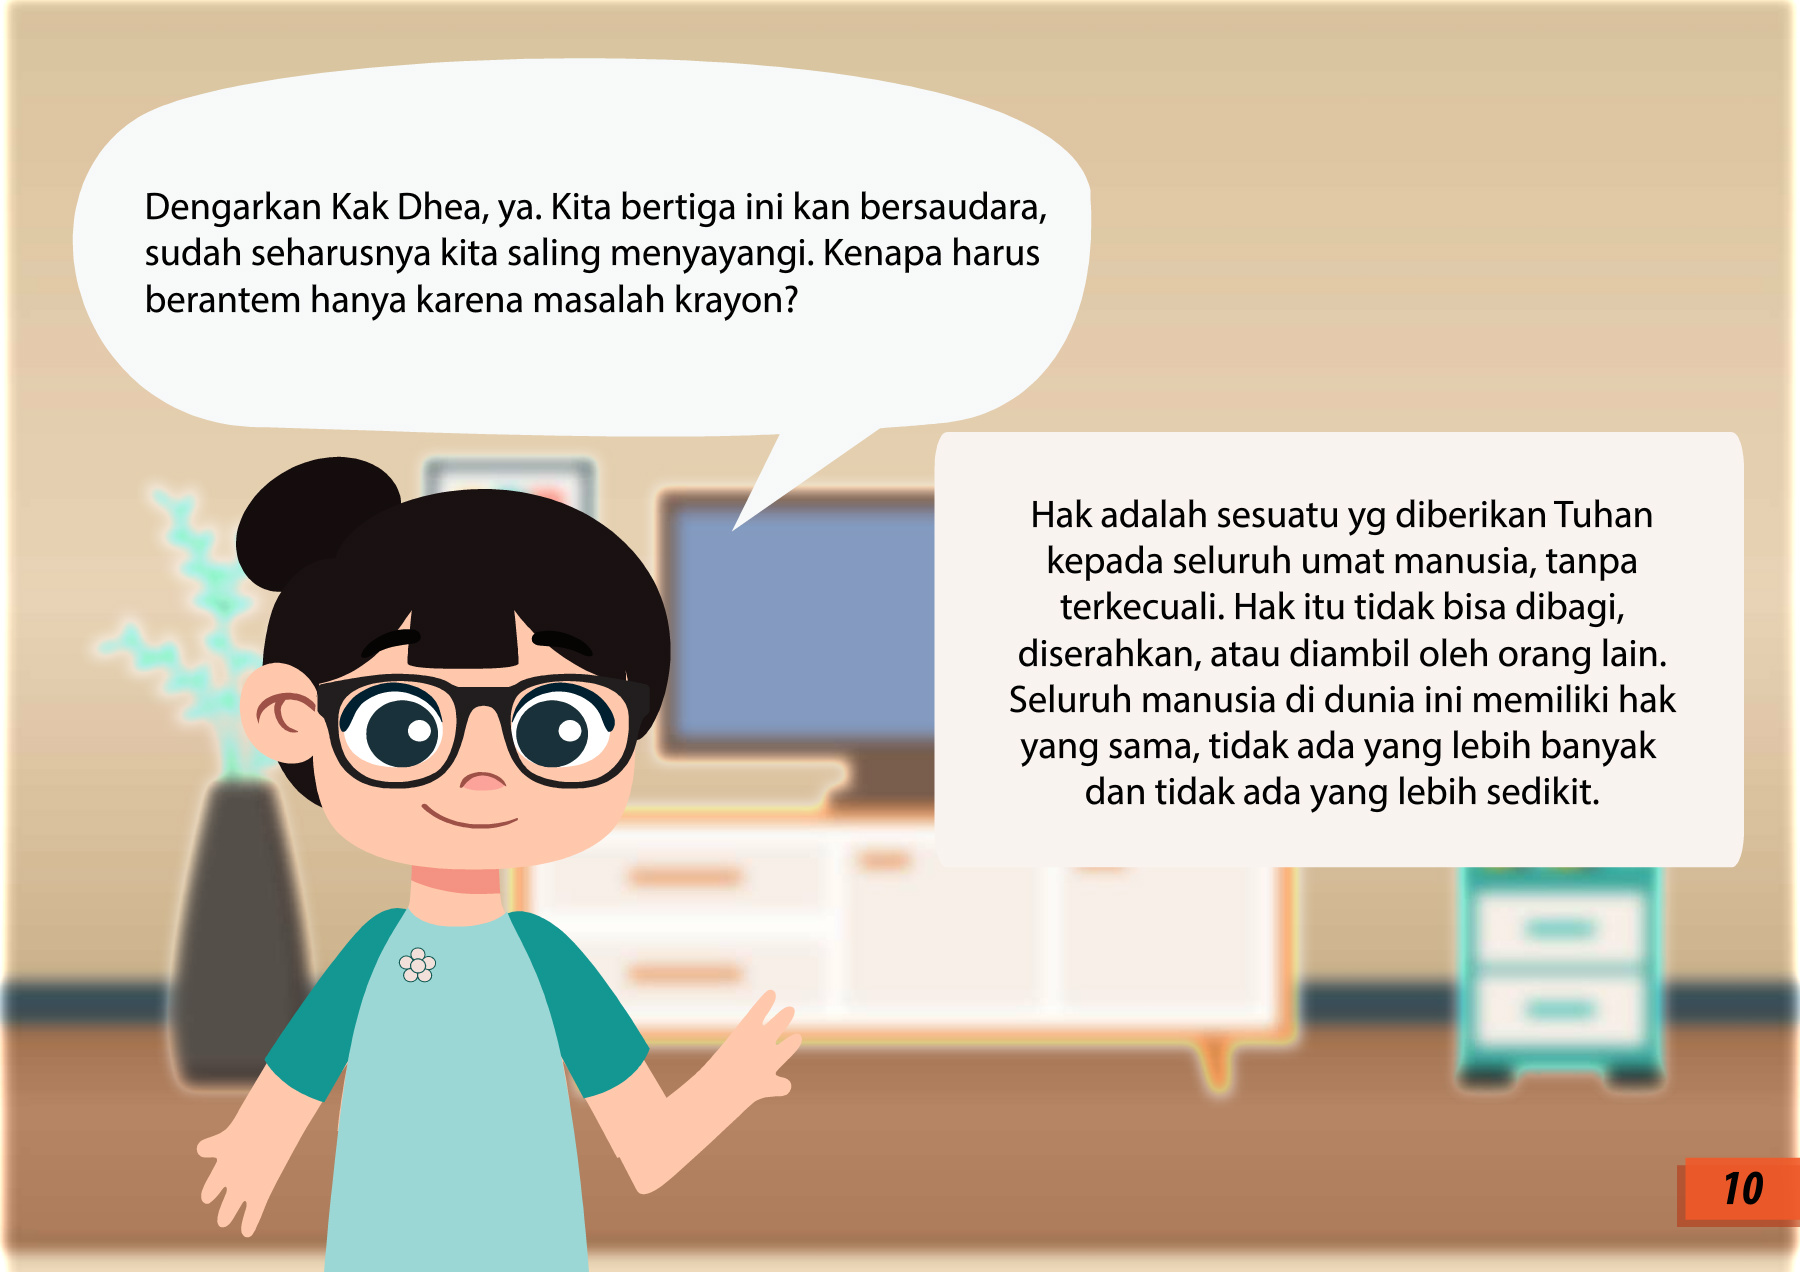 Dengarkan Kak Dhea, ya. Kita bertiga ini kan bersaudara,
sudah seharusnya kita saling menyayangi. Kenapa harus
berantem hanya karena masalah krayon?
Hak adalah sesuatu yg diberikan Tuhan
kepada seluruh umat manusia, tanpa
terkecuali. Hak itu tidak bisa dibagi,
diserahkan, atau diambil oleh orang lain.
Seluruh manusia di dunia ini memiliki hak
yang sama, tidak ada yang lebih banyak
dan tidak ada yang lebih sedikit.
10